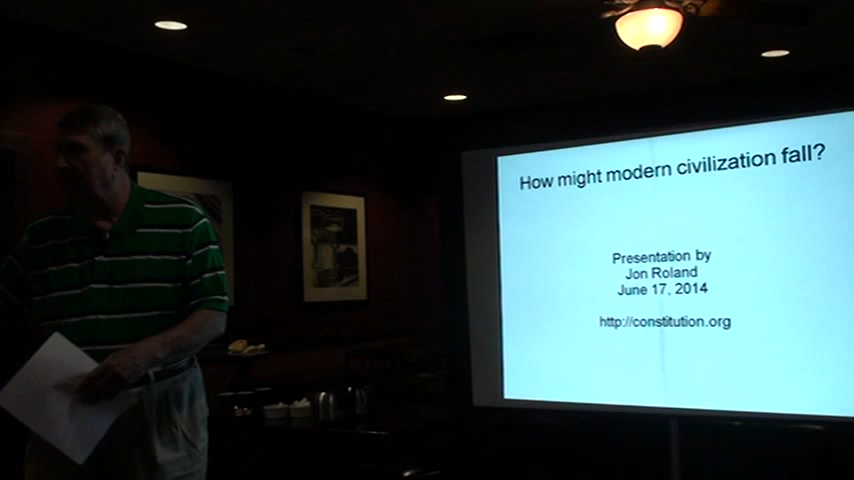 How might modern civilization fall?
Presentation by
Jon Roland
June 17, 2014
http://constitution.org